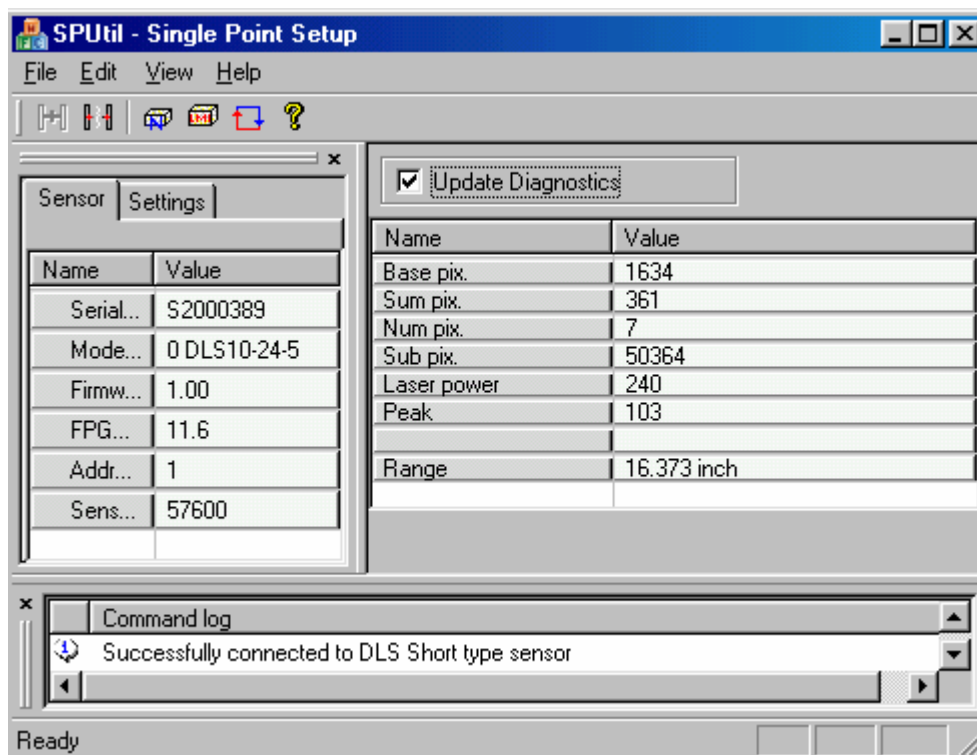 SPUtil - Single Point Setup
File Edit View Help
Sensor Settings
Name Value
Serial... S2000389
Mode... 0 DLS10-24-5
Firmw... 1.00
FPG... 11.6
Addr... 1
Sens... 57600
Update Diagnostics
Name Value
Base pix. 1634
Sum pix. 361
Num pix. 7
Sub pix. 50364
Laser power 240
Peak 103
Range 16.373 inch
Command log
Successfully connected to DLS Short type sensor
Ready